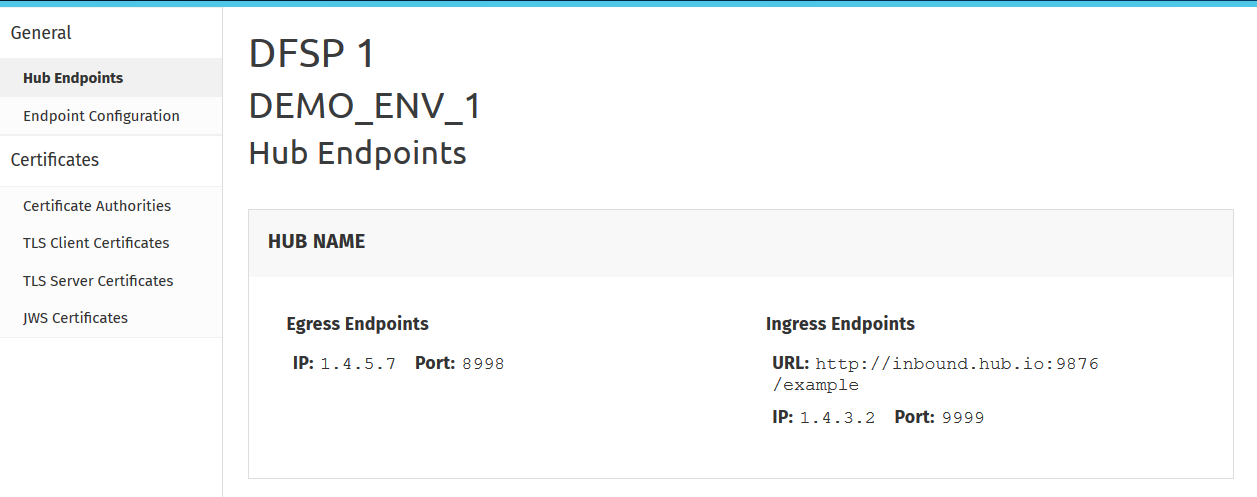 General
Hub Endpoints
Endpoint Configuration
Certificates
Certificate Authorities
TLS Client Certificates
TLS Server Certificates
JWS Certificates
DFSP 1
DEMO_ENV_1
Hub Endpoints
HUB NAME
Egress Endpoints
IP: 1.4.5.7 Port: 8998
Ingress Endpoints
URL: http://inbound.hub.io:9876
/example
IP: 1.4.3.2 Port: 9999